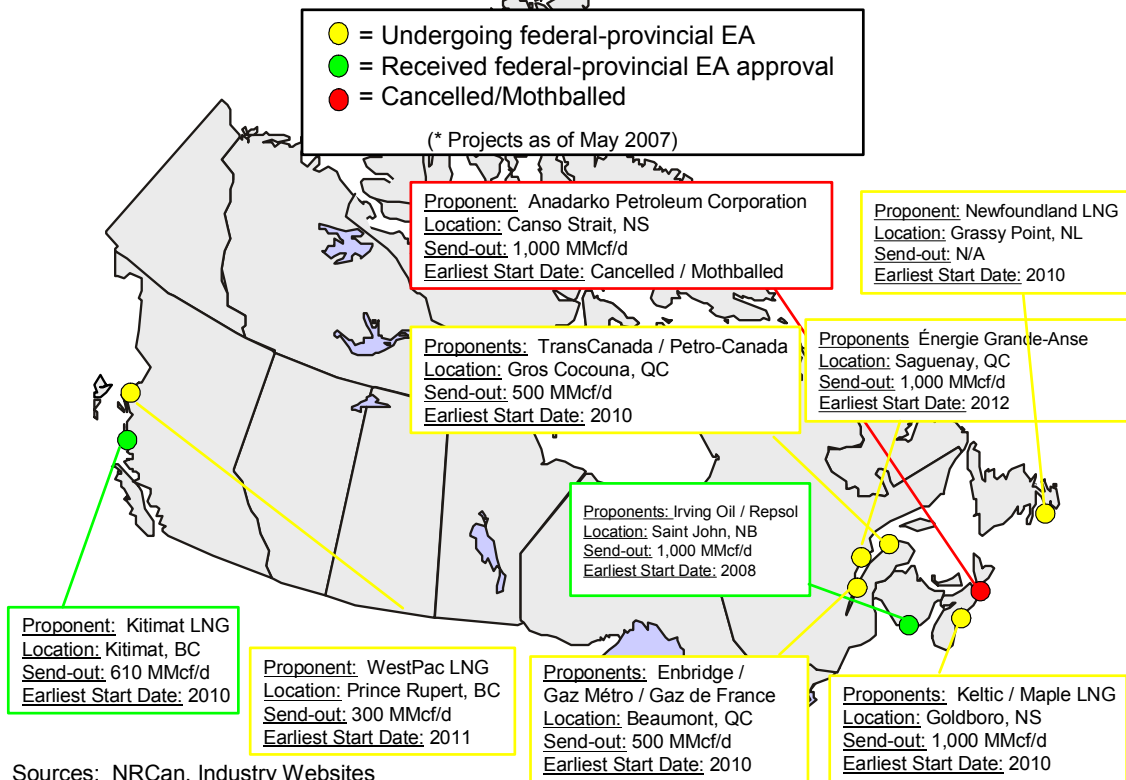 = Undergoing federal-provincial EA
= Received federal-provincial EA approval
= Cancelled/Mothballed
(* Projects as of May 2007)
Proponent: Anadarko Petroleum Corporation
Location: Canso Strait, NS
Send-out: 1,000 MMcf/d
Earliest Start Date: Cancelled / Mothballed
Proponent: Newfoundland LNG
Location: Grassy Point, NL
Send-out: N/A
Earliest Start Date: 2010
Proponents: TransCanada / Petro-Canada
Location: Gros Cocouna, QC
Send-out: 500 MMcf/d
Earliest Start Date: 2010
Proponents Énergie Grande-Anse
Location: Saguenay, QC
Send-out: 1,000 MMcf/d
Earliest Start Date: 2012
Proponents: Irving Oil / Repsol
Location: Saint John, NB
Send-out: 1,000 MMcf/d
Earliest Start Date: 2008
Proponent: Kitimat LNG
Location: Kitimat, BC
Send-out: 610 MMcf/d
Earliest Start Date: 2010
Proponent: WestPac LNG
Location: Prince Rupert, BC
Send-out: 300 MMcf/d
Earliest Start Date: 2011
Proponents: Enbridge /
Gaz Métro / Gaz de France
Location: Beaumont, QC
Send-out: 500 MMcf/d
Earliest Start Date: 2010
Proponents: Keltic / Maple LNG
Location: Goldboro, NS
Send-out: 1,000 MMcf/d
Earliest Start Date: 2010
Sources: NRCan, Industry Websites